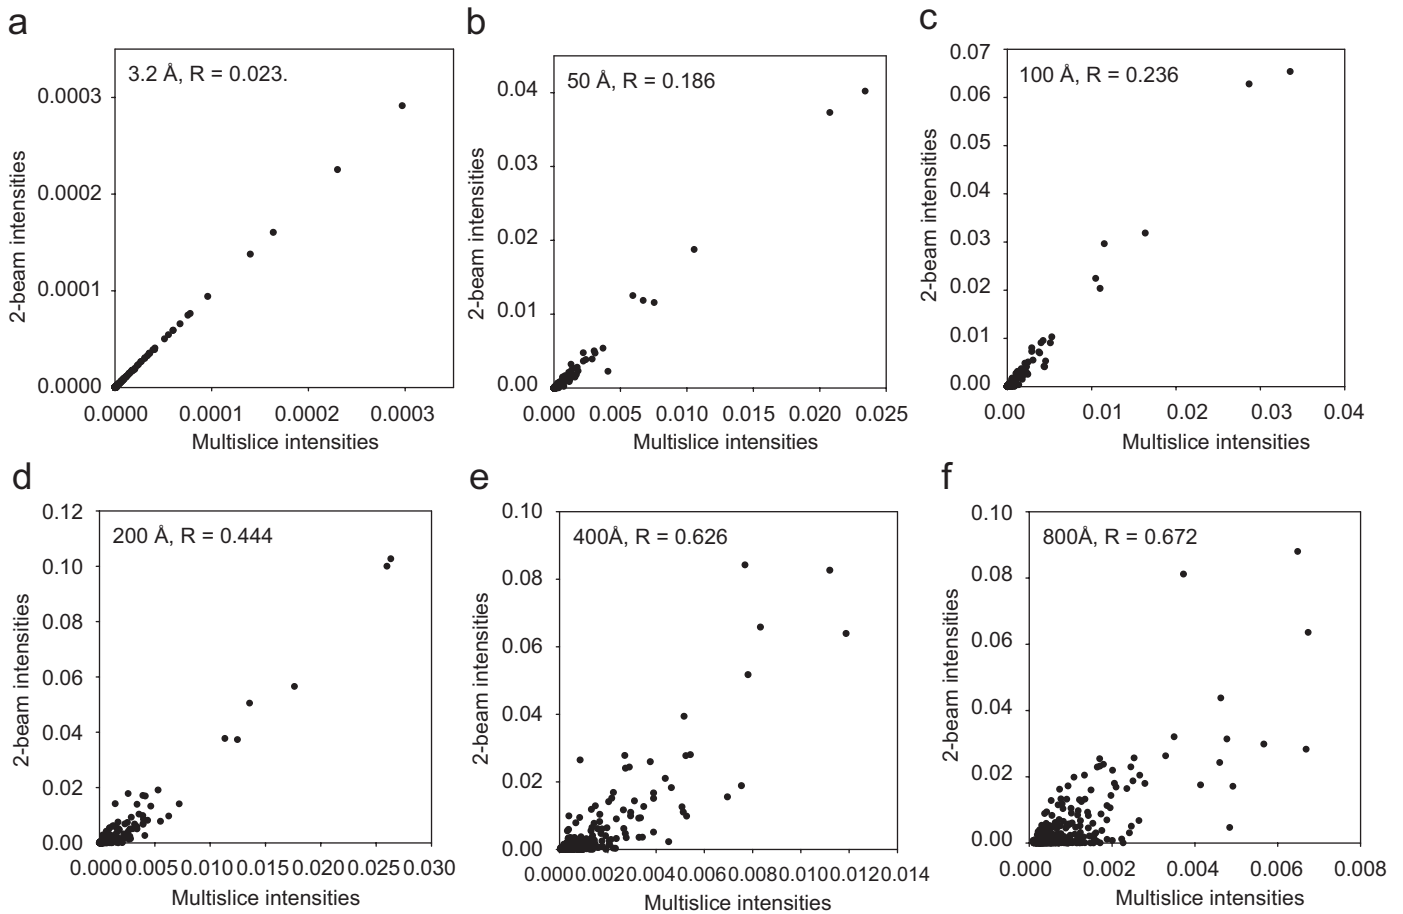 a
3.2 Å, R = 0.023.
0.0003
0.0002
0.0001
0.0000
2-beam intensities
0.0000 0.0001 0.0002 0.0003
Multislice intensities
b
50 Å, R = 0.186
0.04
0.03
0.02
0.01
0.00
2-beam intensities
0.00 0.005 0.010 0.015 0.020 0.025
Multislice intensities
c
100 Å, R = 0.236
0.07
0.06
0.05
0.04
0.03
0.02
0.01
0.00
2-beam intensities
0.00 0.01 0.02 0.03 0.04
Multislice intensities
d
200 Å, R = 0.444
0.12
0.10
0.08
0.06
0.04
0.02
0.00
2-beam intensities
0.000 0.005 0.010 0.015 0.020 0.025 0.030
Multislice intensities
e
400Å, R = 0.626
0.10
0.08
0.06
0.04
0.02
0.00
2-beam intensities
0.000 0.002 0.004 0.006 0.008 0.010 0.012 0.014
Multislice intensities
f
800Å, R = 0.672
0.10
0.08
0.06
0.04
0.02
0.00
2-beam intensities
0.000 0.002 0.004 0.006 0.008
Multislice intensities